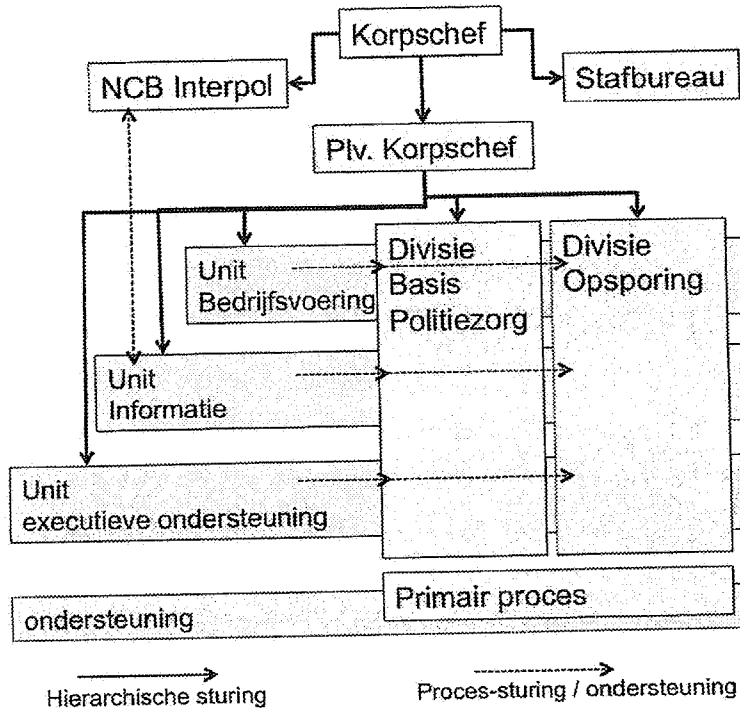 Korpschef
NCB Interpol
Stafbureau
Plv. Korpschef
Unit
Bedrijfsvoering
Divisie
Basis
Politiezorg
Divisie
Opsporing
Unit
Informatie
Unit
executieve ondersteuning
Primair proces
ondersteuning
Hierarchische sturing
Proces-sturing / ondersteuning